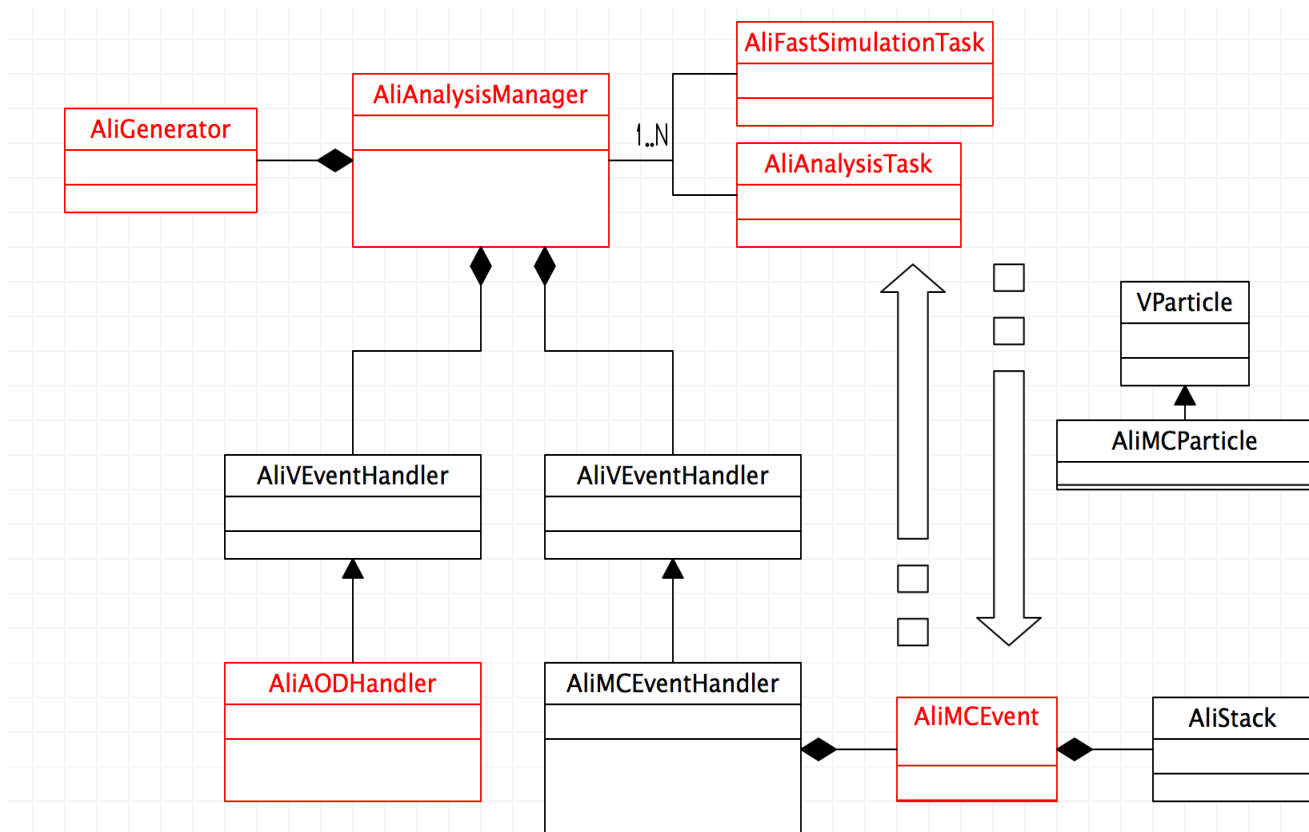 AliFastSimulationTask
AliAnalysisManager
AliGenerator
1..N
AliAnalysisTask
VParticle
AliMCParticle
AliVEventHandler
AliVEventHandler
AliAODHandler
AliMCEventHandler
AliMCEvent
AliStack